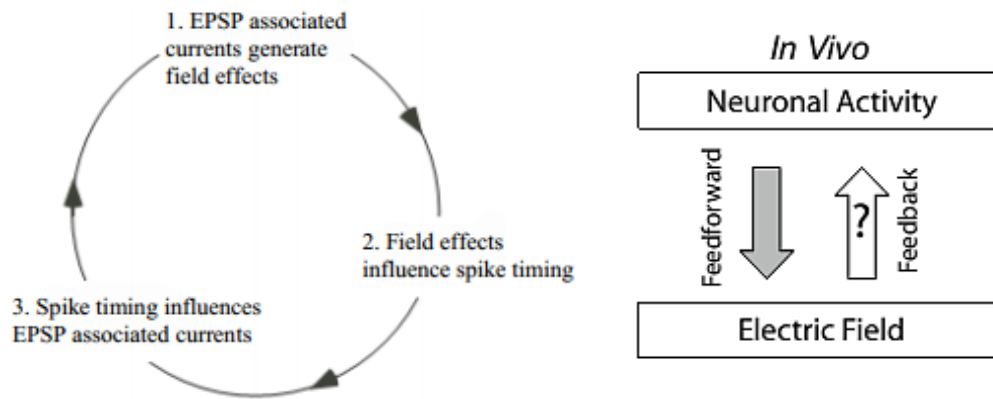 1. EPSP associated
currents generate
field effects
2. Field effects
influence spike timing
3. Spike timing influences
EPSP associated currents
In Vivo
Neuronal Activity
Feedforward
?
Feedback
Electric Field